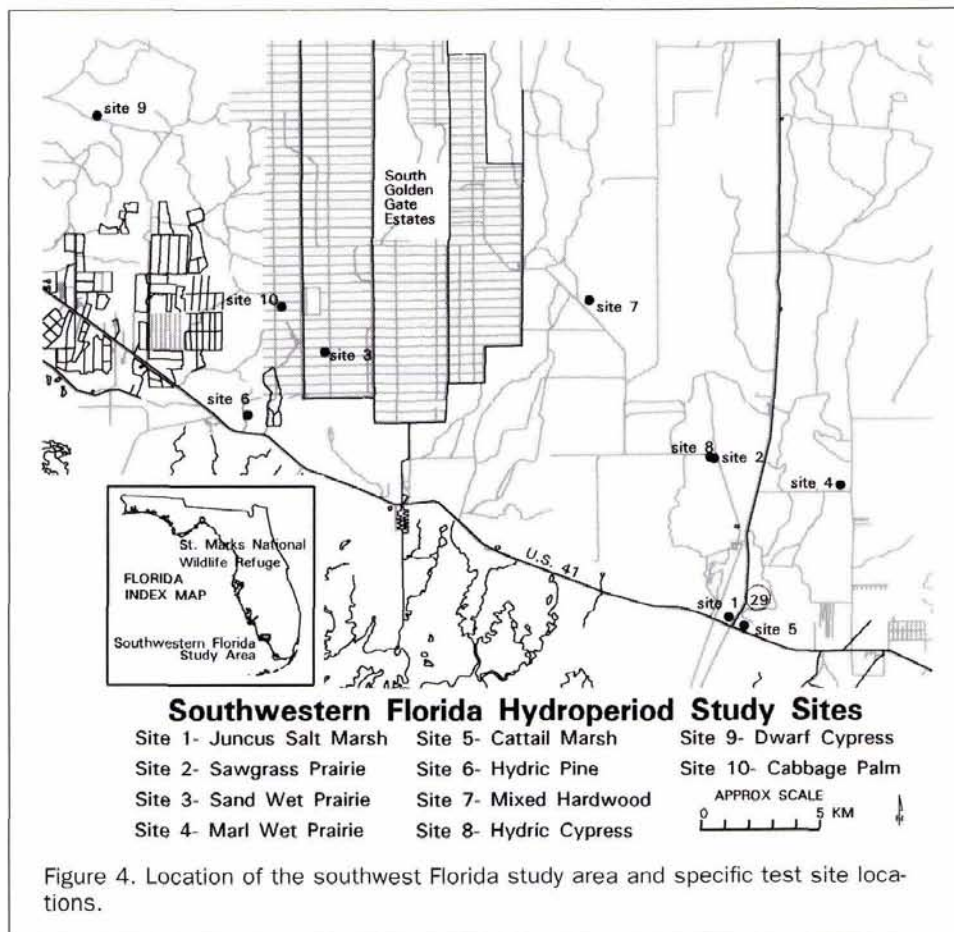 site 9
South
Golden
Gate
Estates
site 10
site 7
site 3
site 6
site 8
site 2
site 4
U.S. 41
site 1
29
site 5
St. Marks National
Wildlife Refuge
FLORIDA
INDEX MAP
Southwestern Florida
Study Area
Southwestern Florida Hydroperiod Study Sites
Site 1- Juncus Salt Marsh
Site 2- Sawgrass Prairie
Site 3- Sand Wet Prairie
Site 4- Marl Wet Prairie
Site 5- Cattail Marsh
Site 6- Hydric Pine
Site 7- Mixed Hardwood
Site 8- Hydric Cypress
Site 9- Dwarf Cypress
Site 10- Cabbage Palm
APPROX SCALE
0 5 KM
Figure 4. Location of the southwest Florida study area and specific test site loca-
tions.